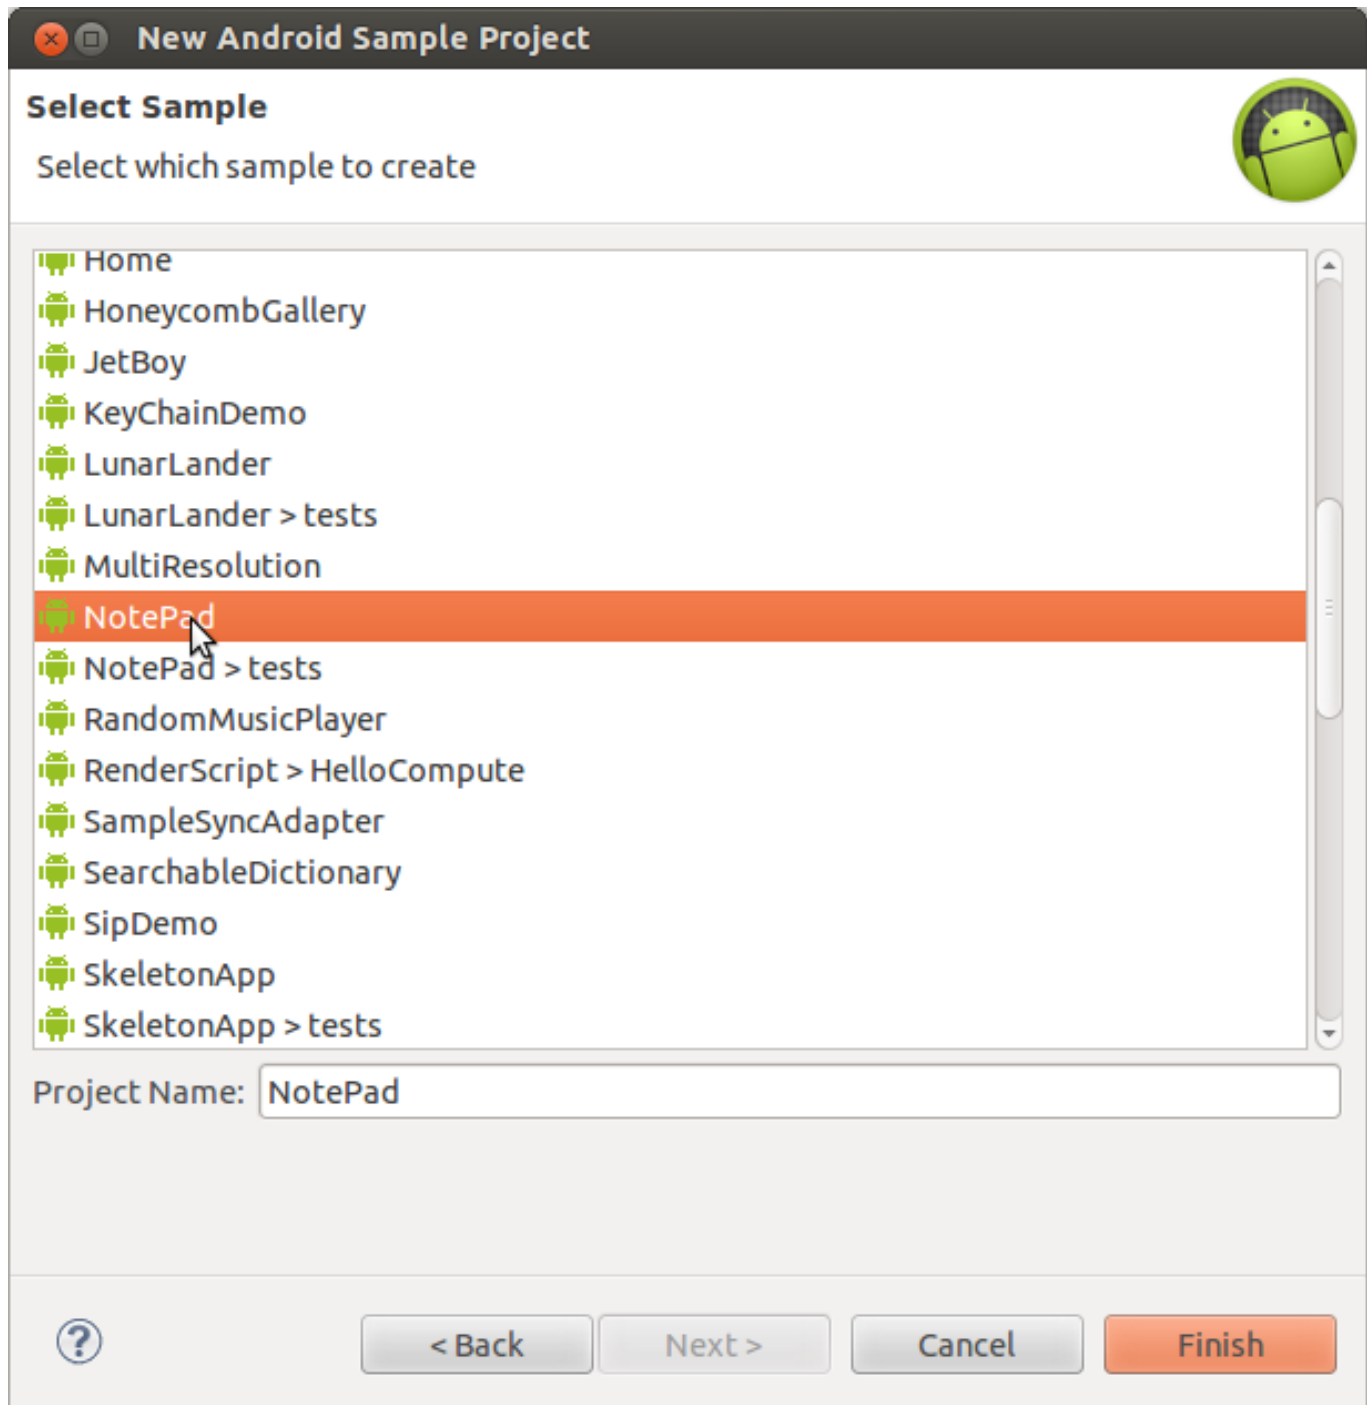 New Android Sample Project
Select Sample
Select which sample to create
Home
HoneycombGallery
JetBoy
KeyChainDemo
LunarLander
LunarLander > tests
MultiResolution
NotePad
NotePad > tests
RandomMusicPlayer
RenderScript > HelloCompute
SampleSyncAdapter
SearchableDictionary
SipDemo
SkeletonApp
SkeletonApp > tests
Project Name: NotePad
? < Back Next > Cancel Finish